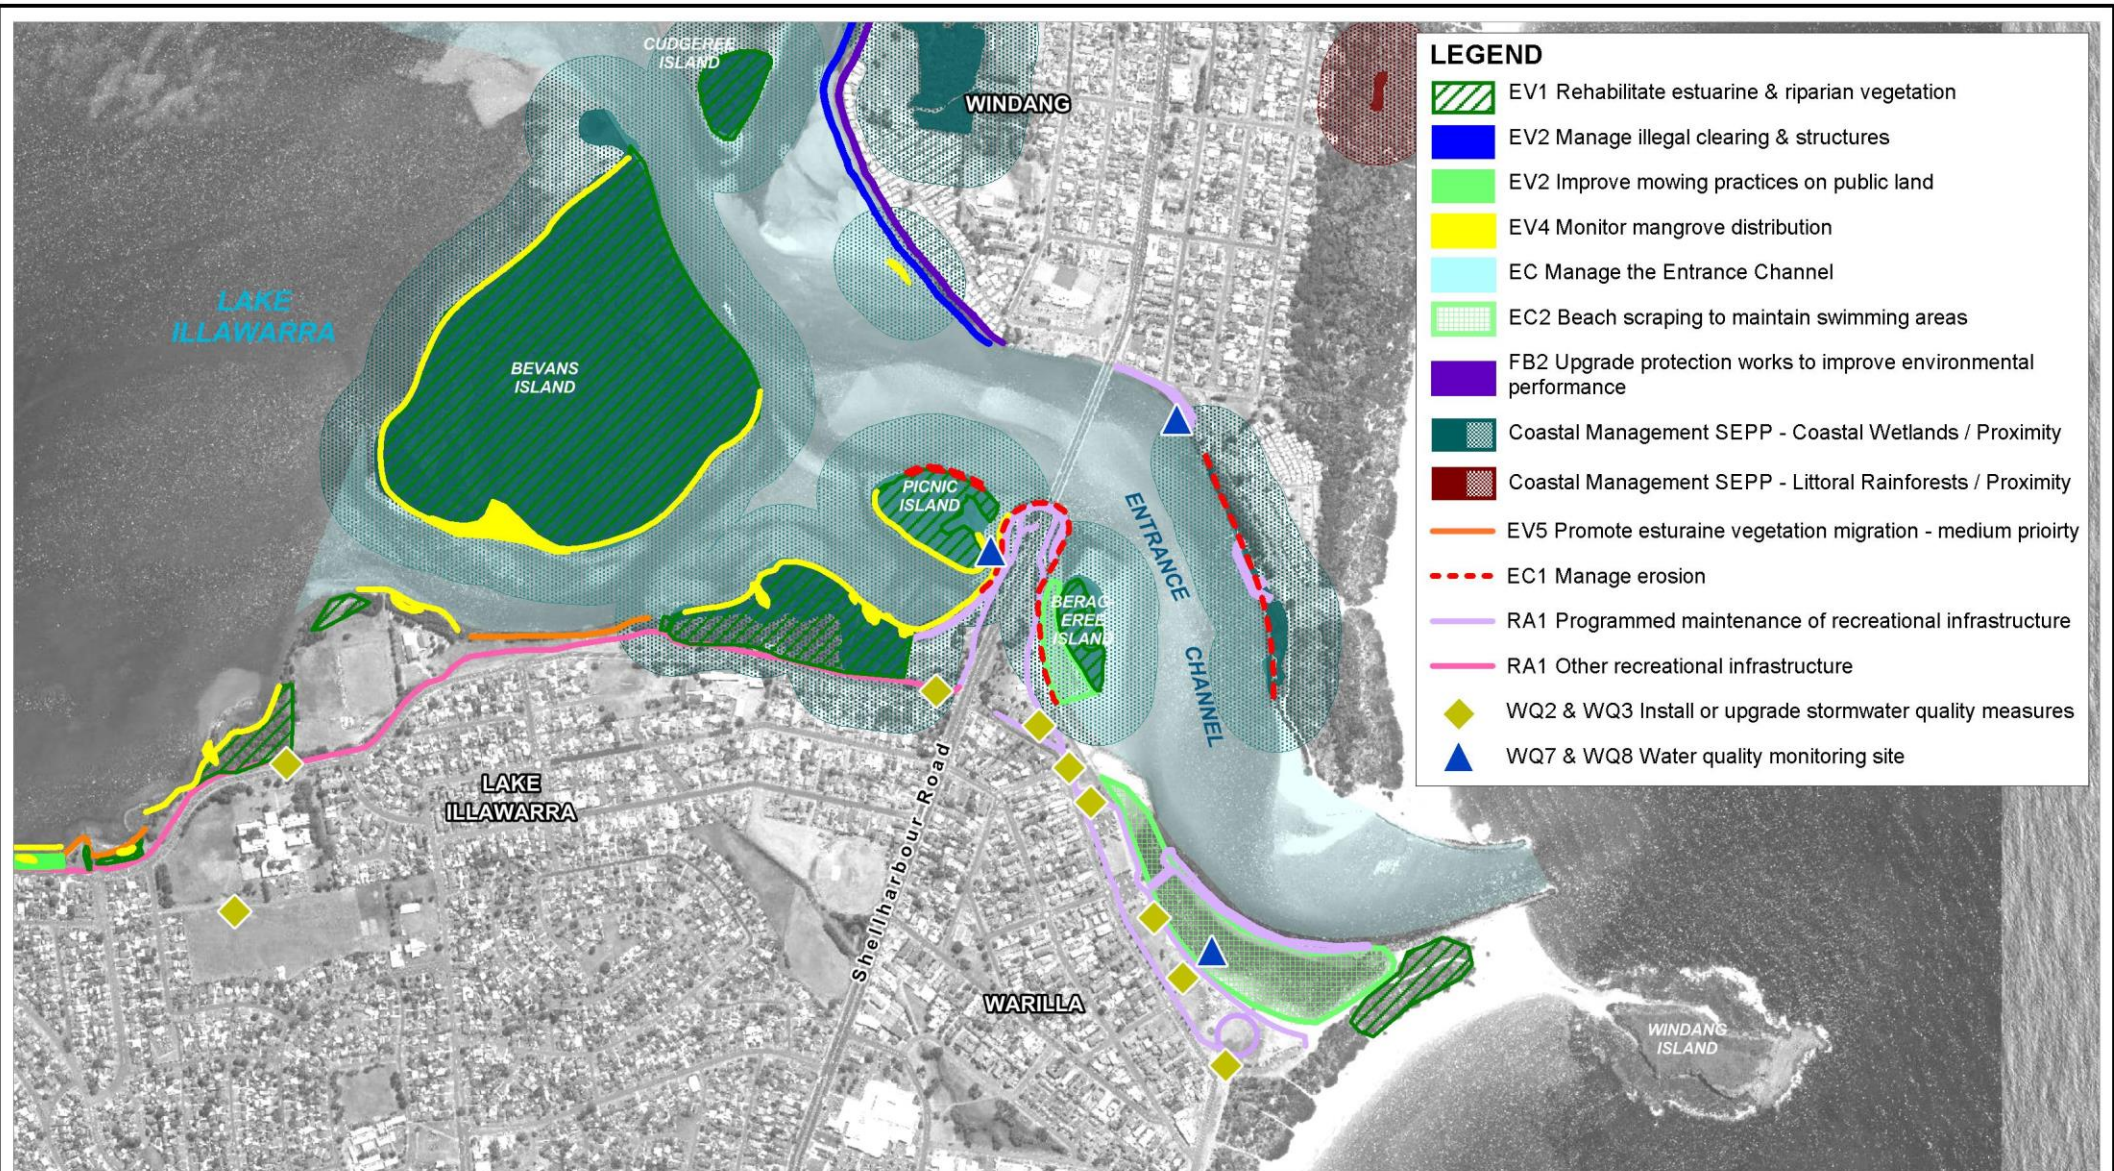 CUDGEREE
ISLAND
WINDANG
LAKE
ILLAWARRA
BEVANS
ISLAND
PICNIC
ISLAND
ENTRANCE
CHANNEL
BERAG-
EREE
ISLAND
LAKE
ILLAWARRA
Shellharbour Road
WARILLA
WINDANG
ISLAND
LEGEND
EV1 Rehabilitate estuarine & riparian vegetation
EV2 Manage illegal clearing & structures
EV2 Improve mowing practices on public land
EV4 Monitor mangrove distribution
EC Manage the Entrance Channel
EC2 Beach scraping to maintain swimming areas
FB2 Upgrade protection works to improve environmental
performance
Coastal Management SEPP - Coastal Wetlands / Proximity
Coastal Management SEPP - Littoral Rainforests / Proximity
EV5 Promote esturaine vegetation migration - medium prioirty
EC1 Manage erosion
RA1 Programmed maintenance of recreational infrastructure
RA1 Other recreational infrastructure
WQ2 & WQ3 Install or upgrade stormwater quality measures
WQ7 & WQ8 Water quality monitoring site